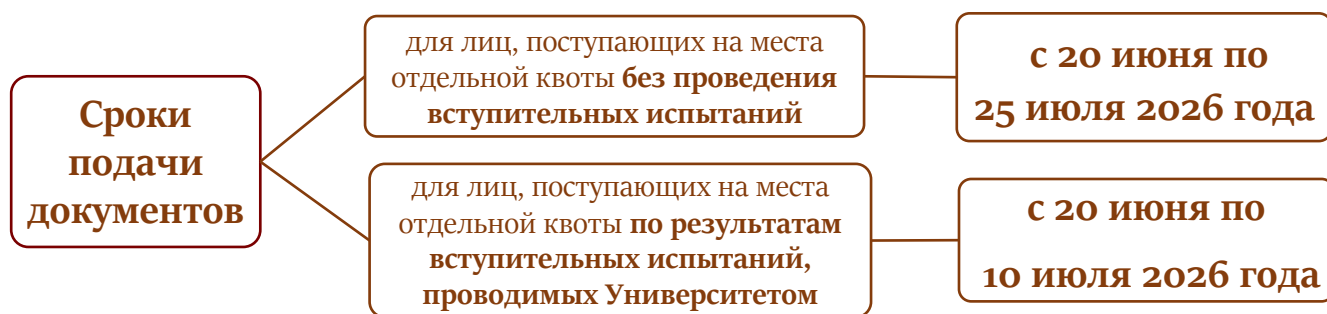 Сроки
подачи
документов
для лиц, поступающих на места
отдельной квоты без проведения
вступительных испытаний
с 20 июня по
25 июля 2026 года
для лиц, поступающих на места
отдельной квоты по результатам
вступительных испытаний,
проводимых Университетом
с 20 июня по
10 июля 2026 года